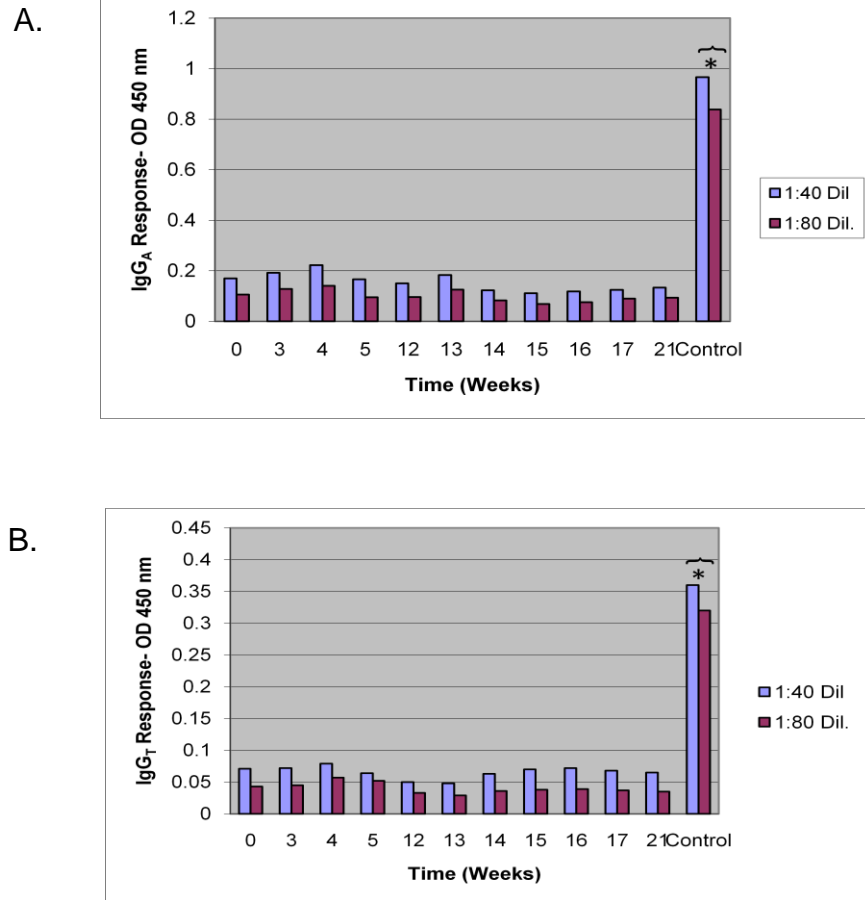 A.
IgGA Response- OD 450 nm
1.2
1
0.8
0.6
0.4
0.2
0
0 3 4 5 12 13 14 15 16 17 21Control
Time (Weeks)
*
1:40 Dil
1:80 Dil.
B.
IgGT Response- OD 450 nm
0.45
0.4
0.35
0.3
0.25
0.2
0.15
0.1
0.05
0
0 3 4 5 12 13 14 15 16 17 21Control
Time (Weeks)
*
1:40 Dil
1:80 Dil.